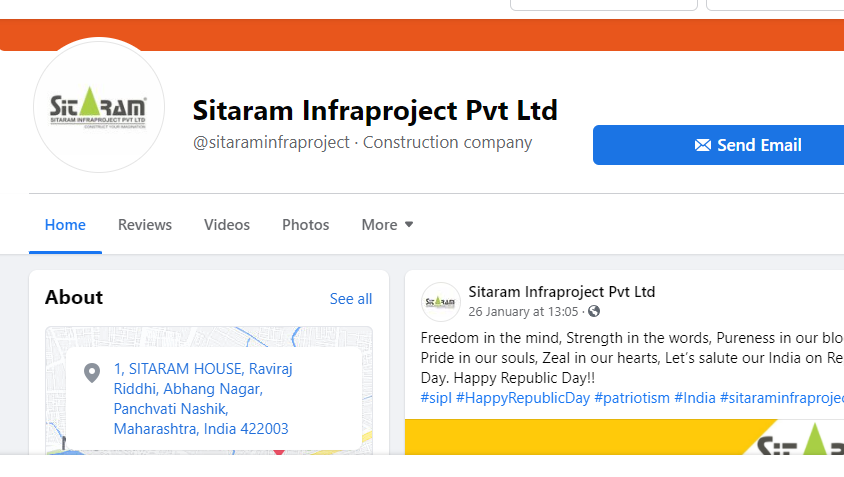 SITARAM
SITARAM INFRAPROJECT PVT LTD
CONSTRUCT YOUR IMAGINATION
Sitaram Infraproject Pvt Ltd
@sitaraminfraproject · Construction company
Send Email
Home Reviews Videos Photos More
About See all
1, SITARAM HOUSE, Raviraj
Riddhi, Abhang Nagar,
Panchvati Nashik,
Maharashtra, India 422003
Sitaram Infraproject Pvt Ltd
26 January at 13:05 ·
Freedom in the mind, Strength in the words, Pureness in our blo
Pride in our souls, Zeal in our hearts, Let's salute our India on Re
Day. Happy Republic Day!!
#sipl #HappyRepublicDay #patriotism #India #sitaraminfraprojec
SITARAM